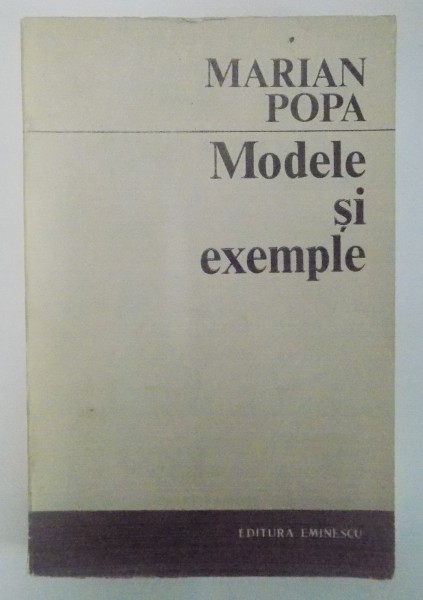 MARIAN
POPA
Modele
și
exemple
EDITURA EMINESCU